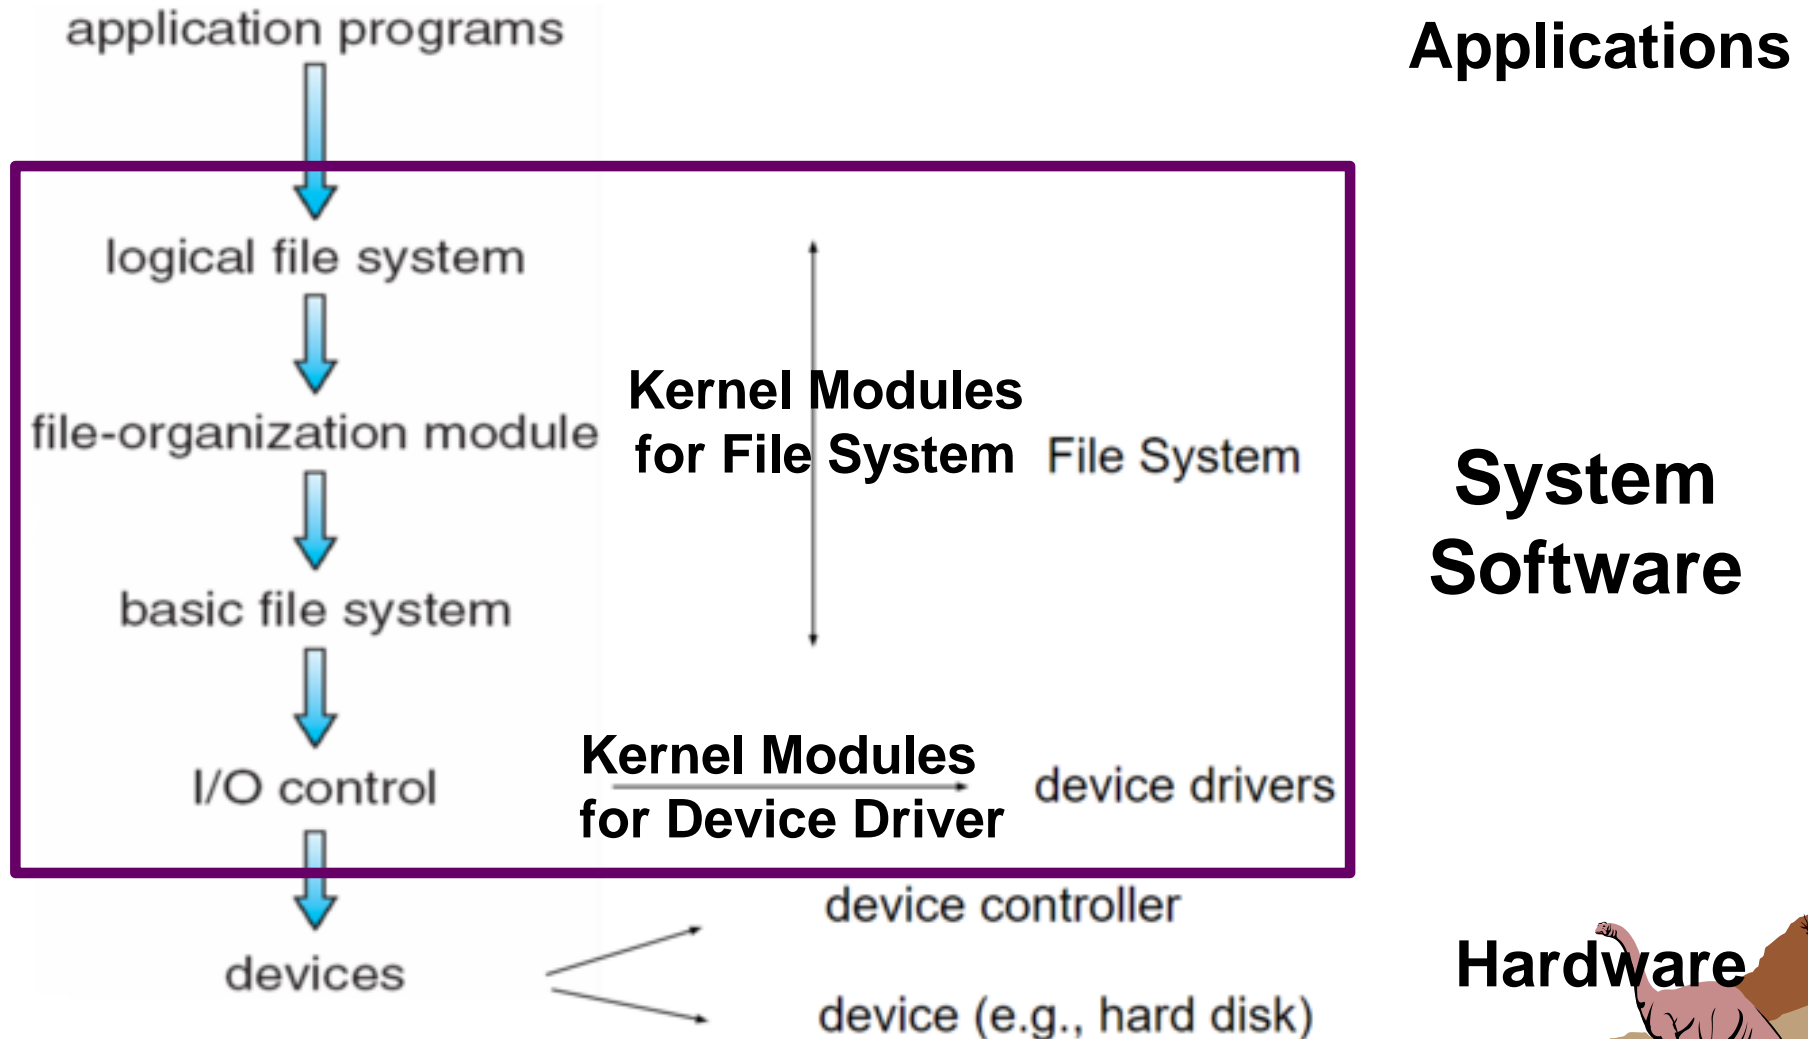 application programs
Applications
logical file system
Kernel Modules
for File System
file-organization module
File System
System
Software
basic file system
Kernel Modules
for Device Driver
I/O control
device drivers
device controller
devices
Hardware
device (e.g., hard disk)